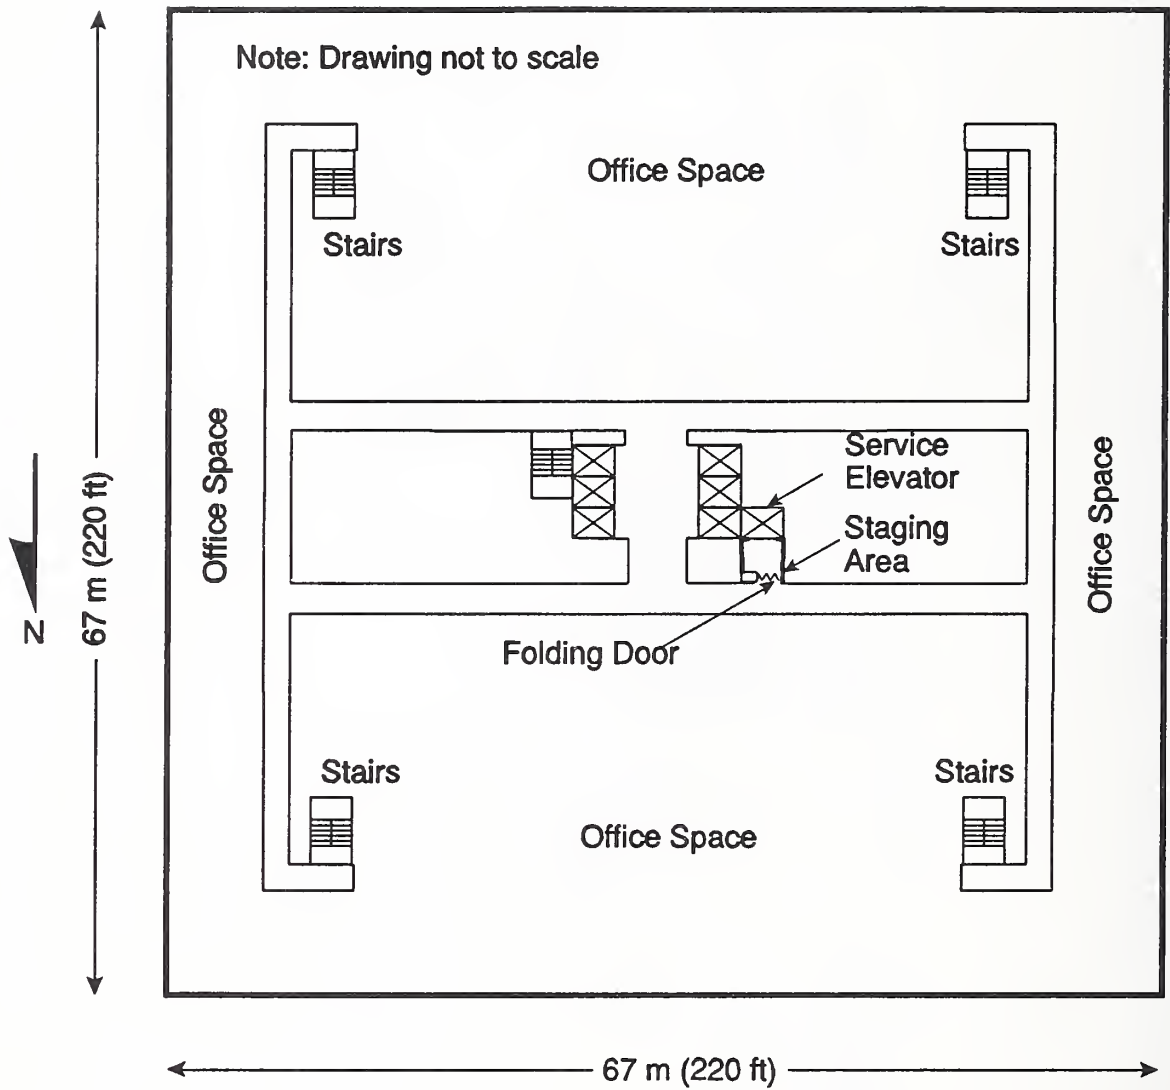 Note: Drawing not to scale
Office Space
Stairs
Stairs
Service
Elevator
Staging
Area
Office Space
Office Space
67 m (220 ft)
N
Folding Door
Stairs
Stairs
Office Space
67 m (220 ft)